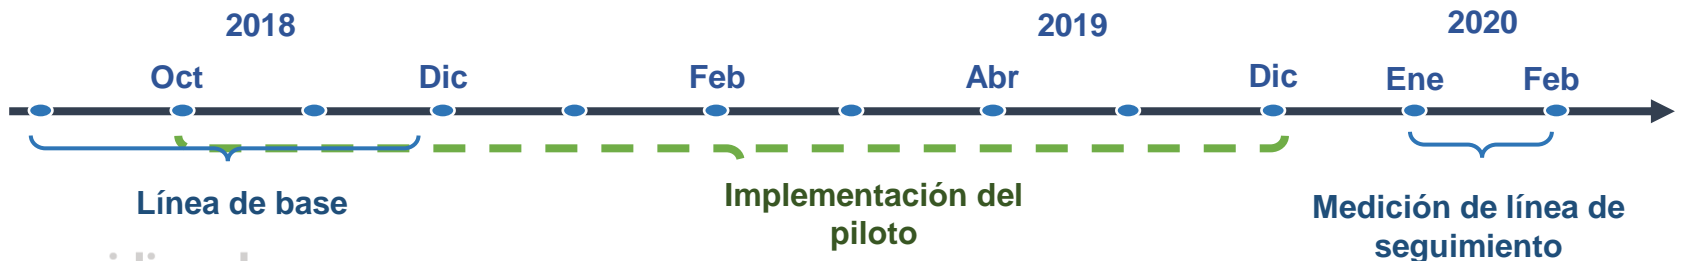 2018 2019 2020
Oct Dic Feb Abr Dic Ene Feb
Línea de base
Implementación del
piloto
Medición de línea de
seguimiento